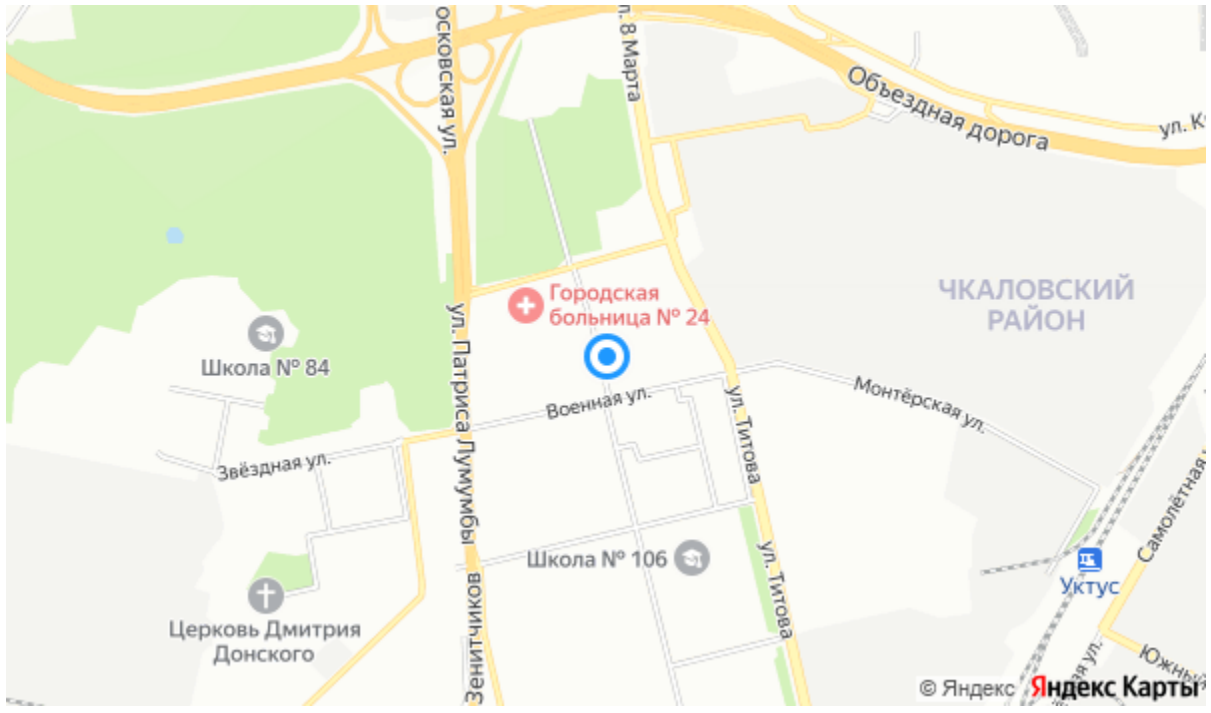 осковская ул.
л. 8 Марта
Объездная дорога
ул. К
Городская
больница № 24
ЧКАЛОВСКИЙ
РАЙОН
Школа № 84
ул. Патриса Лумумбы
Военная ул.
Монтёрская ул.
ул. Титова
Звёздная ул.
Самолётная
Школа № 106
ул. Титова
Уктус
Церковь Дмитрия
Донского
Зенитчиков
ная ул.
Южный
© Яндекс Яндекс Карты